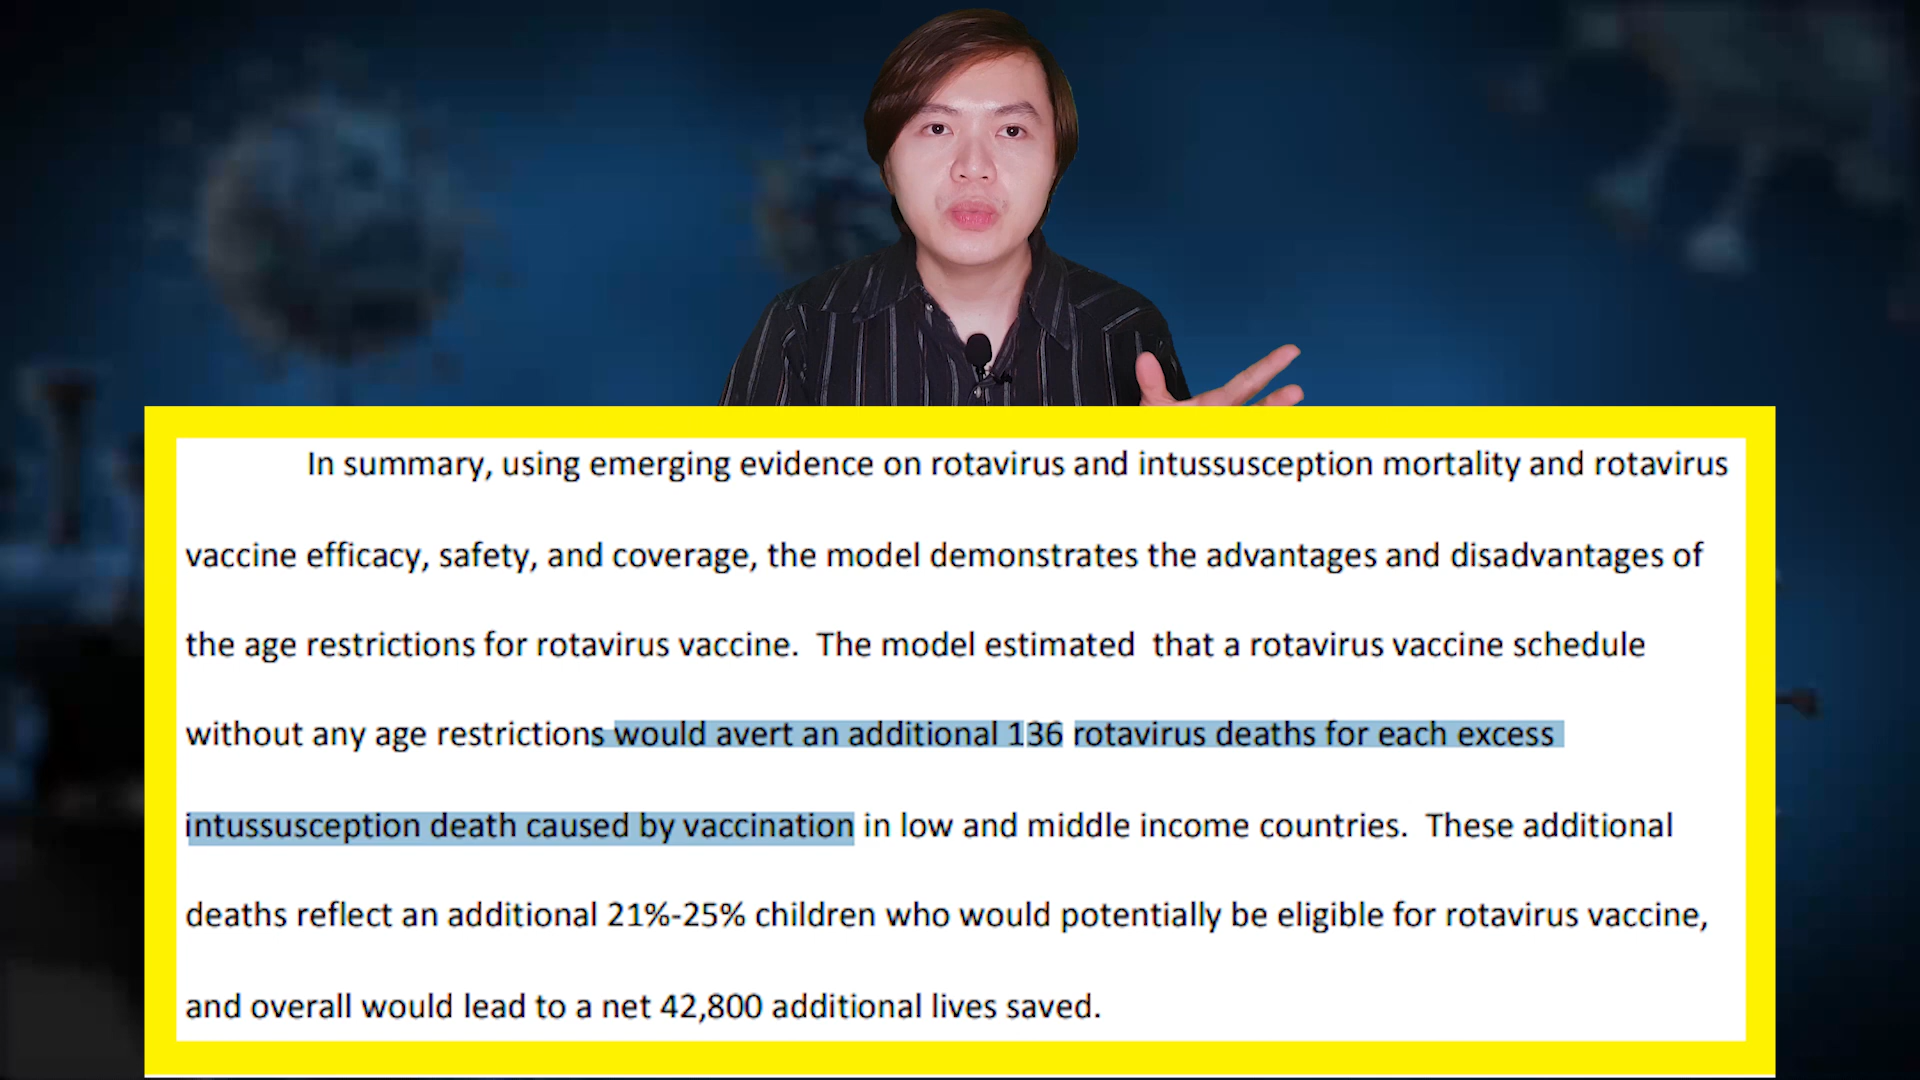 In summary, using emerging evidence on rotavirus and intussusception mortality and rotavirus
vaccine efficacy, safety, and coverage, the model demonstrates the advantages and disadvantages of
the age restrictions for rotavirus vaccine.  The model estimated  that a rotavirus vaccine schedule
without any age restrictions would avert an additional 136 rotavirus deaths for each excess
intussusception death caused by vaccination in low and middle income countries.  These additional
deaths reflect an additional 21%-25% children who would potentially be eligible for rotavirus vaccine,
and overall would lead to a net 42,800 additional lives saved.